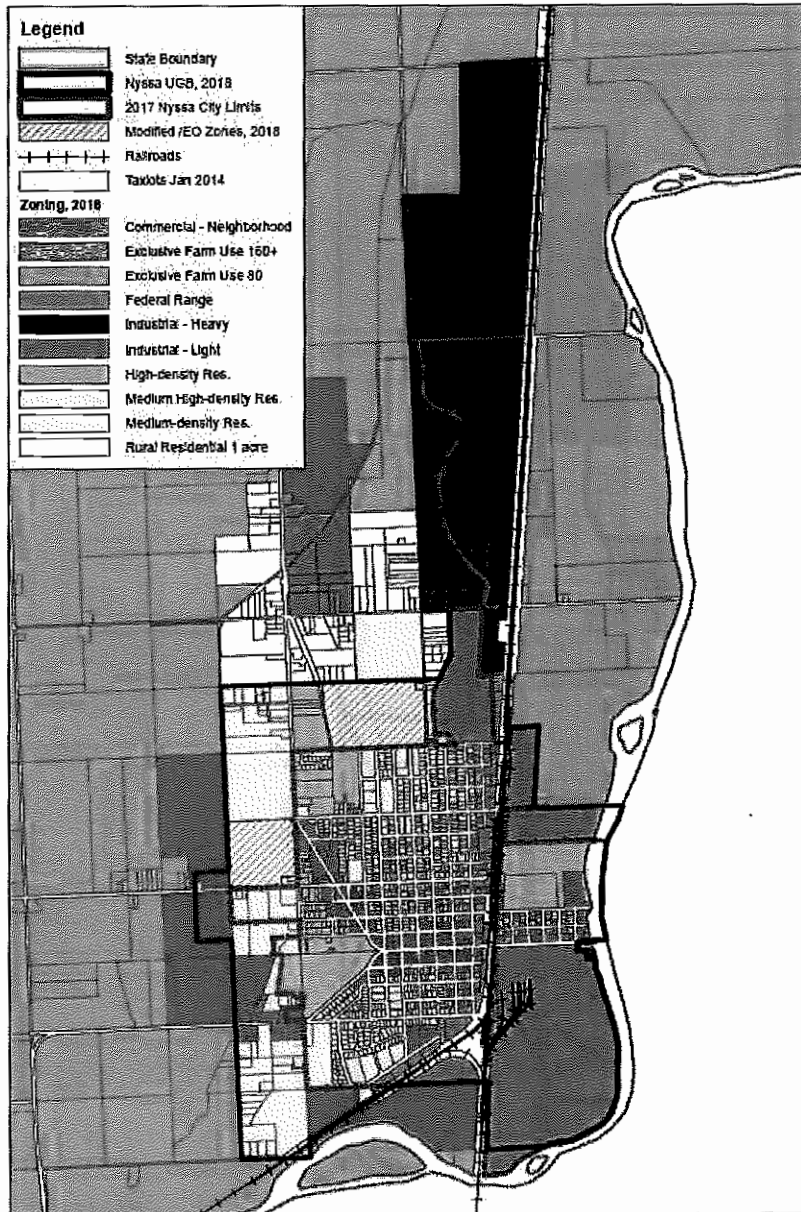 Legend
State Boundary
Nyssa UGB, 2018
2017 Nyssa City Limits
Modified /EO Zones, 2018
Railroads
Taxlots Jan 2014
Zoning, 2016
Commercial - Neighborhood
Exclusive Farm Use 160+
Exclusive Farm Use 80
Federal Range
Industrial - Heavy
Industrial - Light
High-density Res.
Medium High-density Res.
Medium-density Res.
Rural Residential 1 acre